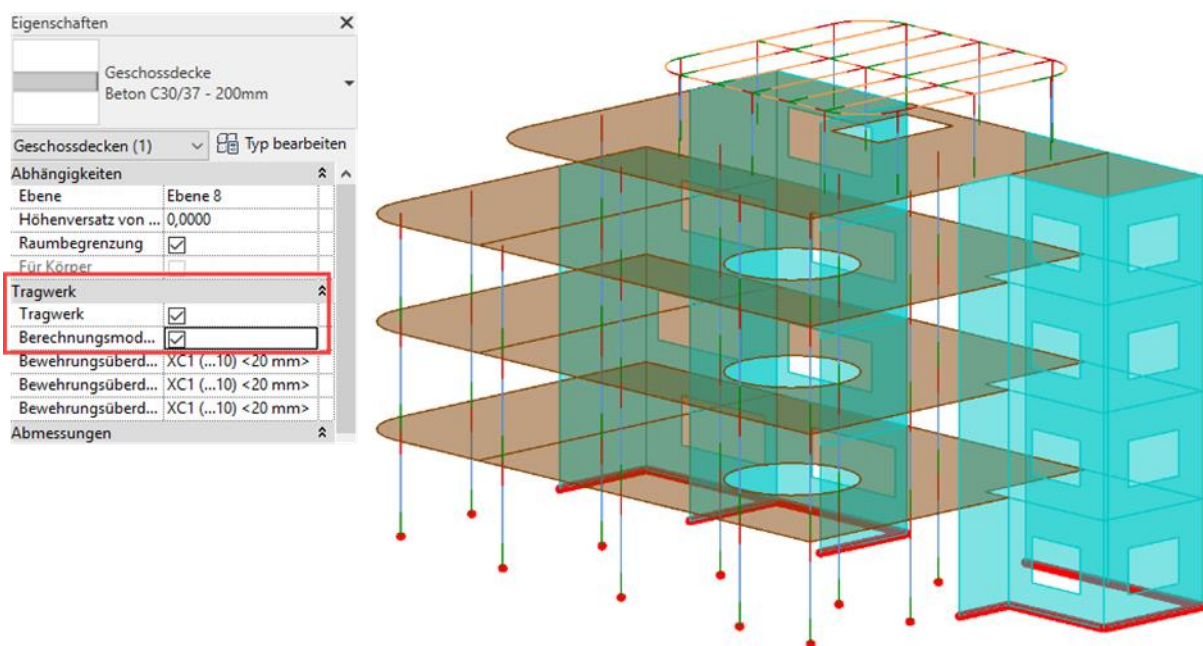 Eigenschaften
Geschossdecke
Beton C30/37 - 200mm
Geschossdecken (1)
Typ bearbeiten
Abhängigkeiten
Ebene Ebene 8
Höhenversatz von ... 0,0000
Raumbegrenzung
Für Körper
Tragwerk
Tragwerk
Berechnungsmod...
Bewehrungsüberd... XC1 (...10) <20 mm>
Bewehrungsüberd... XC1 (...10) <20 mm>
Bewehrungsüberd... XC1 (...10) <20 mm>
Abmessungen